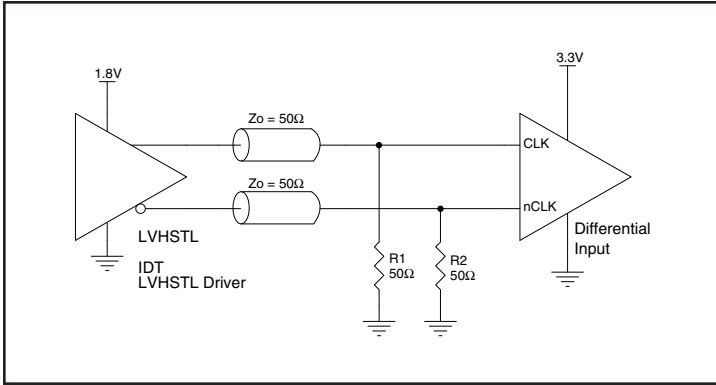 1.8V
3.3V
Zo = 50Ω
CLK
Zo = 50Ω
nCLK
LVHSTL
IDT
LVHSTL Driver
R1
50Ω
R2
50Ω
Differential
Input